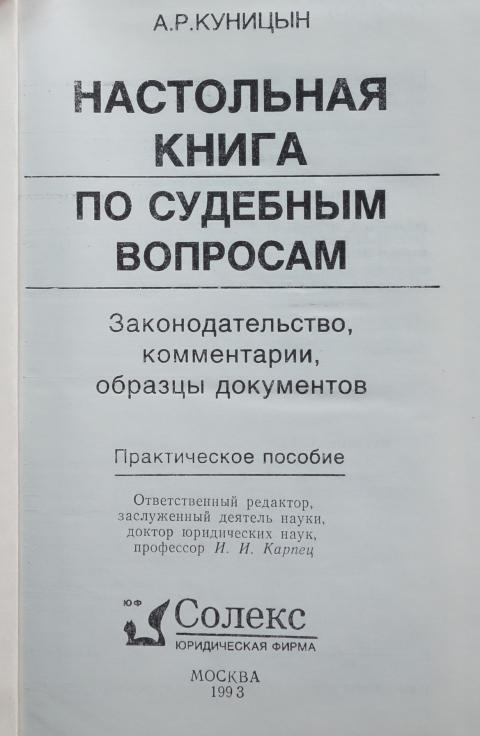 А.Р.КУНИЦЫН
НАСТОЛЬНАЯ
КНИГА
ПО СУДЕБНЫМ
ВОПРОСАМ
Законодательство,
комментарии,
образцы документов
Практическое пособие
Ответственный редактор,
заслуженный деятель науки,
доктор юридических наук,
профессор И. И. Карпец
ЮФ
Солекс
ЮРИДИЧЕСКАЯ ФИРМА
МОСКВА
1993